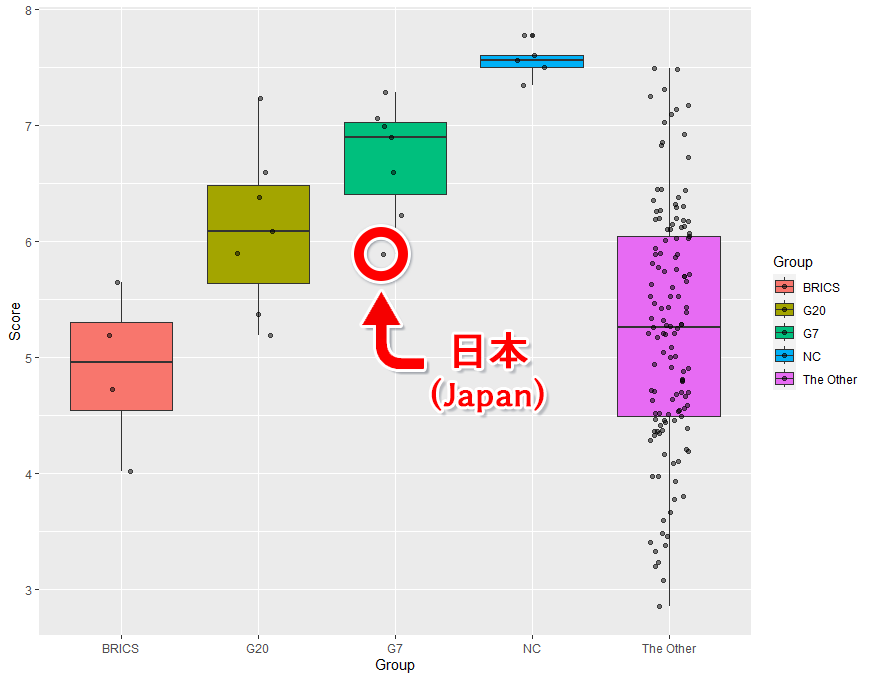 8
7
6
5
4
3
Score
BRICS
G20
G7
NC
The Other
Group
日本
(Japan)
Group
BRICS
G20
G7
NC
The Other